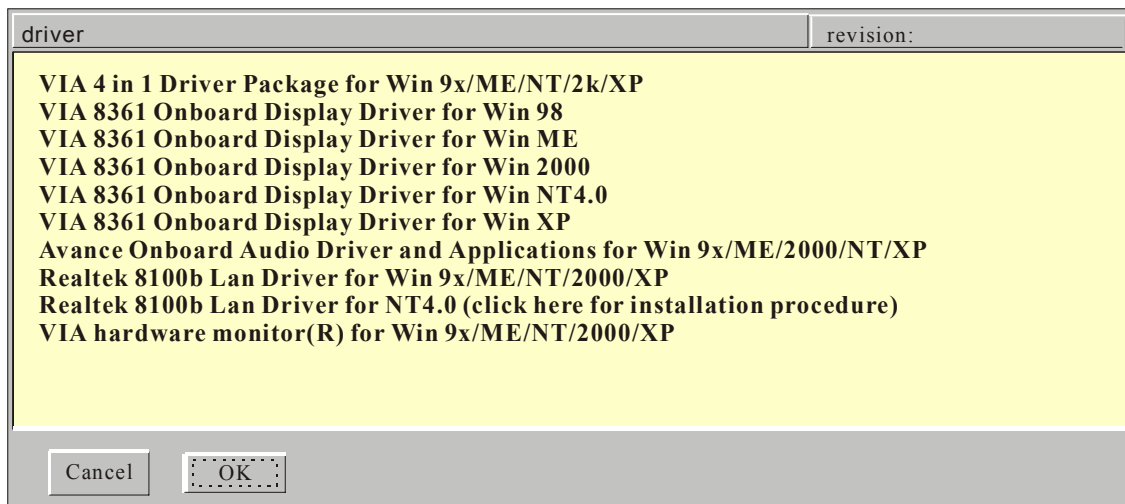 driver revision:
VIA 4 in 1 Driver Package for Win 9x/ME/NT/2k/XP
VIA 8361 Onboard Display Driver for Win 98
VIA 8361 Onboard Display Driver for Win ME
VIA 8361 Onboard Display Driver for Win 2000
VIA 8361 Onboard Display Driver for Win NT4.0
VIA 8361 Onboard Display Driver for Win XP
Avance Onboard Audio Driver and Applications for Win 9x/ME/2000/NT/XP
Realtek 8100b Lan Driver for Win 9x/ME/NT/2000/XP
Realtek 8100b Lan Driver for NT4.0 (click here for installation procedure)
VIA hardware monitor(R) for Win 9x/ME/NT/2000/XP
Cancel OK